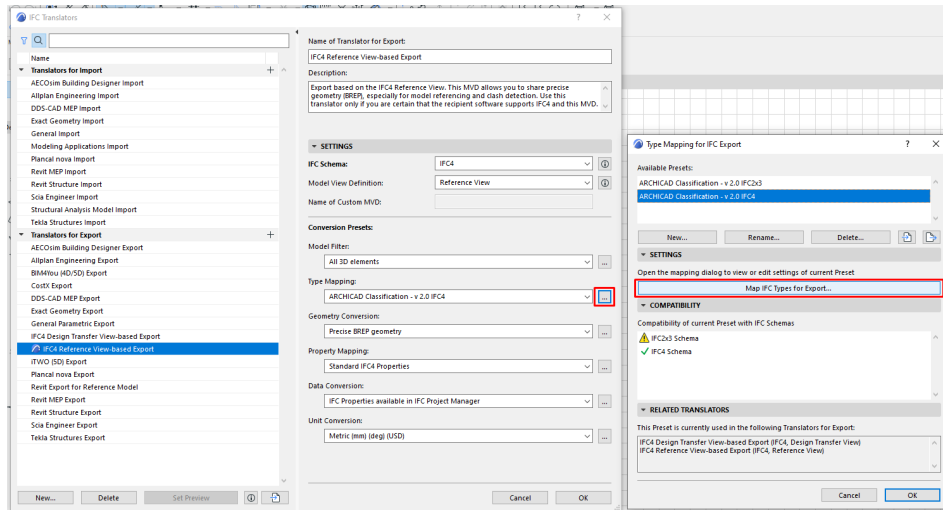 IFC Translators
Name
Translators for Import
AECOsim Building Designer Import
Allplan Engineering Import
DDS-CAD MEP Import
Exact Geometry Import
General Import
Modeling Applications Import
Plancal nova Import
Revit MEP Import
Revit Structure Import
Scia Engineer Import
Structural Analysis Model Import
Tekla Structures Import
Translators for Export
AECOsim Building Designer Export
Allplan Engineering Export
BIM4You (4D/5D) Export
CostX Export
DDS-CAD MEP Export
Exact Geometry Export
General Parametric Export
IFC4 Design Transfer View-based Export
IFC4 Reference View-based Export
iTWO (5D) Export
Plancal nova Export
Revit Export for Reference Model
Revit MEP Export
Revit Structure Export
Scia Engineer Export
Tekla Structures Export
New...
Delete
Set Preview
Name of Translator for Export:
IFC4 Reference View-based Export
Description:
Export based on the IFC4 Reference View. This MVD allows you to share precise
geometry (BREP), especially for model referencing and clash detection. Use this
translator only if you are certain that the recipient software supports IFC4 and this MVD.
SETTINGS
IFC Schema:
IFC4
Model View Definition:
Reference View
Name of Custom MVD:
Conversion Presets:
Model Filter:
All 3D elements
...
Type Mapping:
ARCHICAD Classification - v 2.0 IFC4
...
Geometry Conversion:
Precise BREP geometry
...
Property Mapping:
Standard IFC4 Properties
...
Data Conversion:
IFC Properties available in IFC Project Manager
...
Unit Conversion:
Metric (mm) (deg) (USD)
...
Cancel
OK
Type Mapping for IFC Export
?
Available Presets:
ARCHICAD Classification - v 2.0 IFC2x3
ARCHICAD Classification - v 2.0 IFC4
New...
Rename...
Delete...
SETTINGS
Open the mapping dialog to view or edit settings of current Preset
Map IFC Types for Export...
COMPATIBILITY
Compatibility of current Preset with IFC Schemas
IFC2x3 Schema
IFC4 Schema
RELATED TRANSLATORS
This Preset is currently used in the following Translators for Export:
IFC4 Design Transfer View-based Export (IFC4, Design Transfer View)
IFC4 Reference View-based Export (IFC4, Reference View)
Cancel
OK